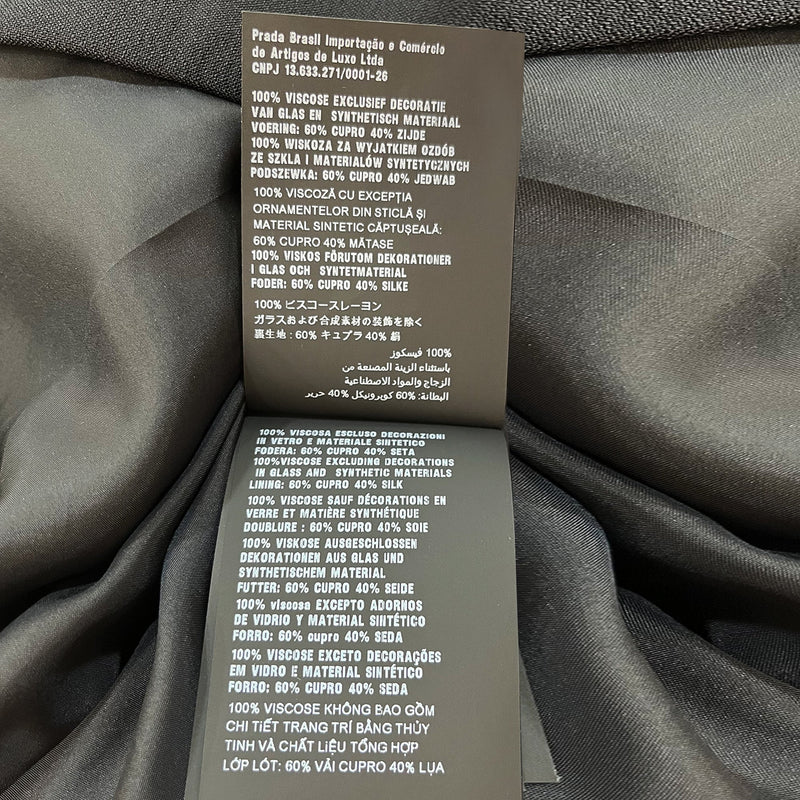 Prada Brasil Importação e Comércio
de Artigos de Luxo Ltda
CNPJ 13.633.271/0001-26
100% VISCOSE EXCLUSIEF DECORATIE
VAN GLAS EN SYNTHETISCH MATERIAAL
VOERING: 60% CUPRO 40% ZIJDE
100% WISKOZA ZA WYJATKIEM OZDÓB
ZE SZKLA I MATERIALÓW SYNTETYCZNYCH
PODSZEWKA: 60% CUPRO 40% JEDWAB
100% VISCOZĂ CU EXCEPȚIA
ORNAMENTELOR DIN STICLĂ ȘI
MATERIAL SINTETIC CĂPTUȘEALĂ:
60% CUPRO 40% MĂTASE
100% VISKOS FÖRUTOM DEKORATIONER
I GLAS OCH SYNTETMATERIAL
FODER: 60% CUPRO 40% SILKE
100% ビスコースレーヨン
ガラスおよび合成素材の装飾を除く
裏生地：60% キュプラ 40% 絹
100% فيسكوز
باستثناء الزينة المصنعة من
الزجاج والمواد الاصطناعية
البطانة: 60% كوبرونيكل 40% حرير
100% VISCOSA ESCLUSO DECORAZIONI
IN VETRO E MATERIALE SINTETICO
FODERA: 60% CUPRO 40% SETA
100%VISCOSE EXCLUDING DECORATIONS
IN GLASS AND SYNTHETIC MATERIALS
LINING: 60% CUPRO 40% SILK
100% VISCOSE SAUF DÉCORATIONS EN
VERRE ET MATIÈRE SYNTHÉTIQUE
DOUBLURE : 60% CUPRO 40% SOIE
100% VISKOSE AUSGESCHLOSSEN
DEKORATIONEN AUS GLAS UND
SYNTHETISCHEM MATERIAL
FUTTER: 60% CUPRO 40% SEIDE
100% viscosa EXCEPTO ADORNOS
DE VIDRIO Y MATERIAL SINTÉTICO
FORRO: 60% cupro 40% SEDA
100% VISCOSE EXCETO DECORAÇÕES
EM VIDRO E MATERIAL SINTÉTICO
FORRO: 60% CUPRO 40% SEDA
100% VISCOSE KHÔNG BAO GỒM
CHI TIẾT TRANG TRÍ BẰNG THỦY
TINH VÀ CHẤT LIỆU TỔNG HỢP
LỚP LÓT: 60% VẢI CUPRO 40% LỤA